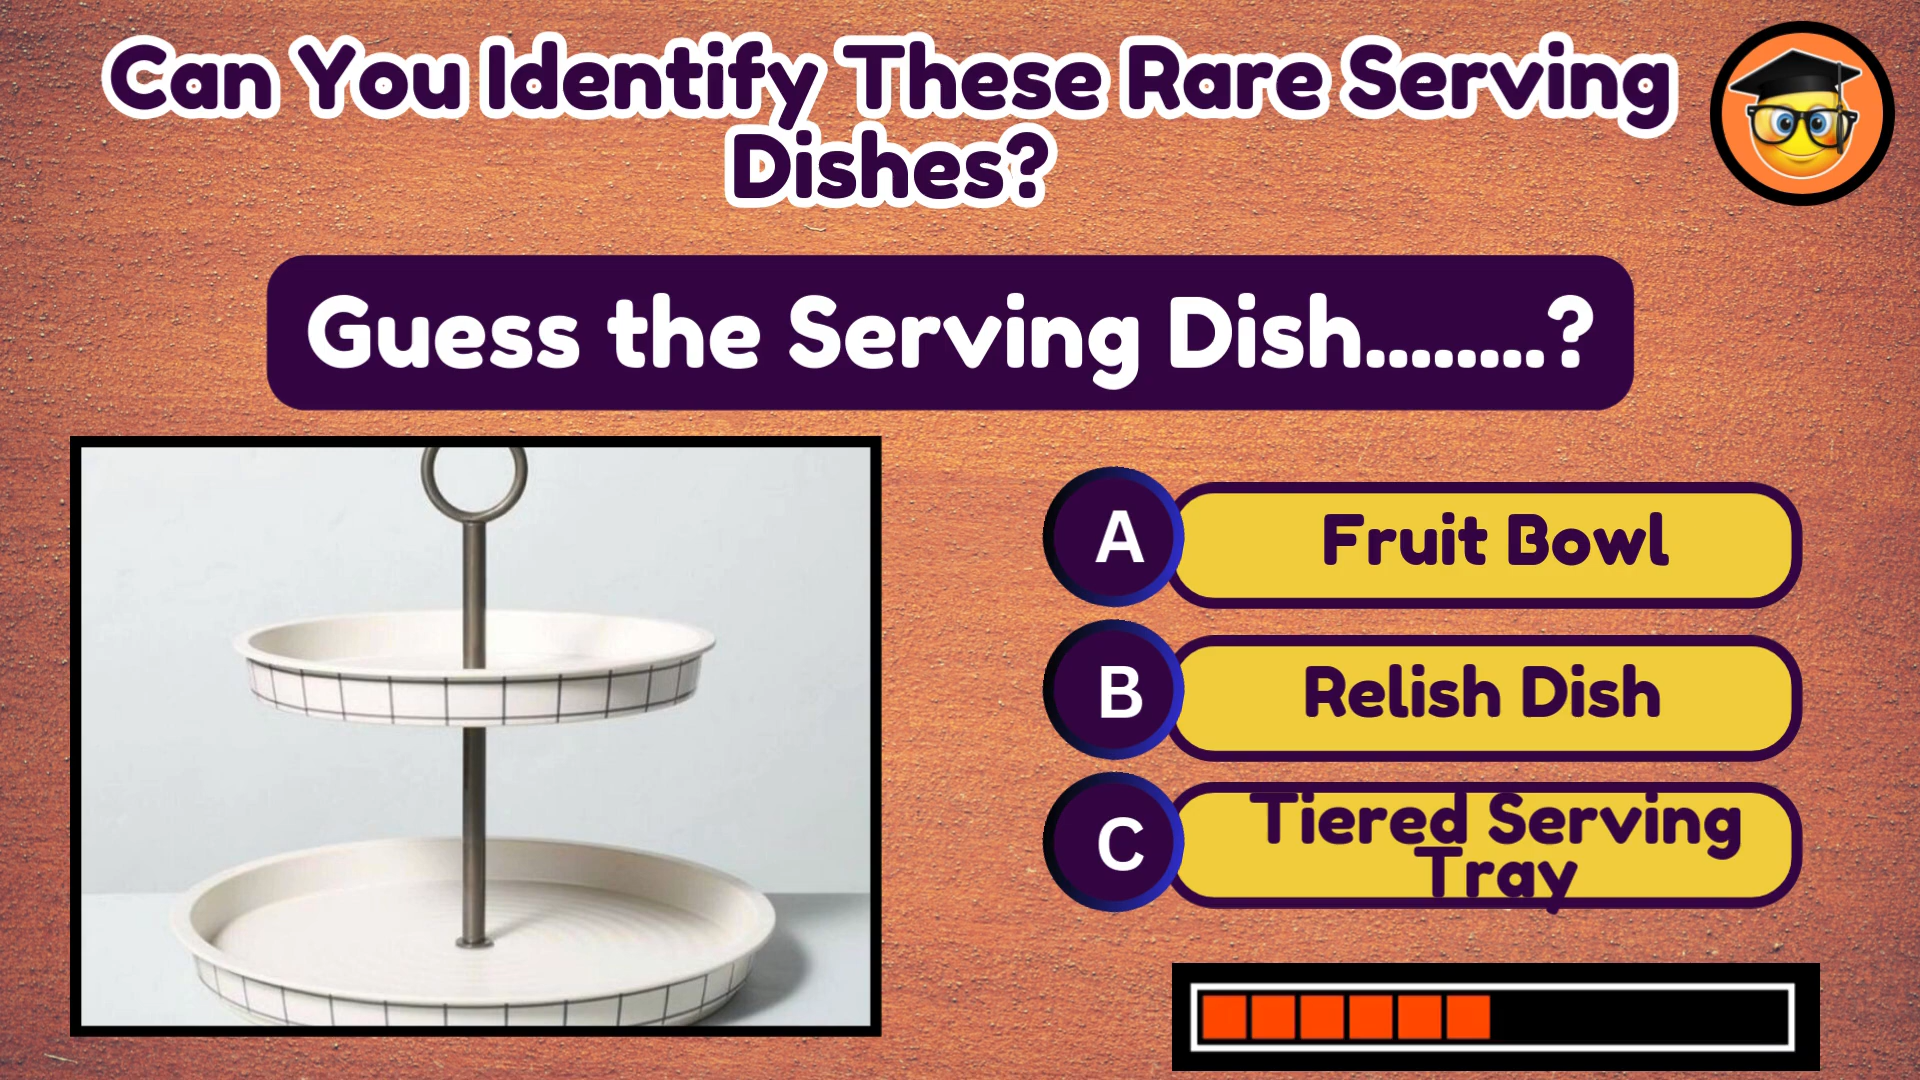 Can You Identify These Rare Serving
Dishes?
Guess the Serving Dish........?
A
Fruit Bowl
B
Relish Dish
C
Tiered Serving
Tray